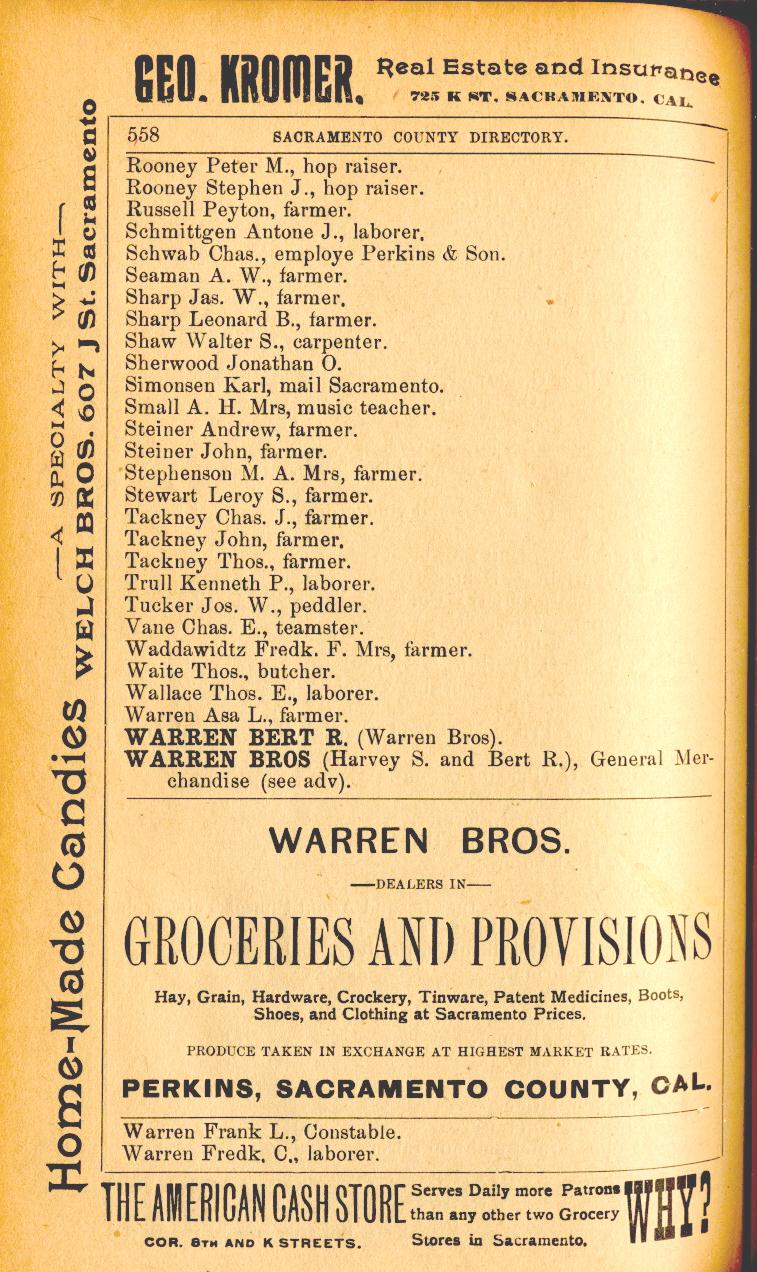 GEO. KROMER. Real Estate and Insurance
725 K ST. SACRAMENTO. CAL.
558 SACRAMENTO COUNTY DIRECTORY.
Rooney Peter M., hop raiser.
Rooney Stephen J., hop raiser.
Russell Peyton, farmer.
Schmittgen Antone J., laborer.
Schwab Chas., employe Perkins & Son.
Seaman A. W., farmer.
Sharp Jas. W., farmer.
Sharp Leonard B., farmer.
Shaw Walter S., carpenter.
Sherwood Jonathan O.
Simonsen Karl, mail Sacramento.
Small A. H. Mrs, music teacher.
Steiner Andrew, farmer.
Steiner John, farmer.
Stephenson M. A. Mrs, farmer.
Stewart Leroy S., farmer.
Tackney Chas. J., farmer.
Tackney John, farmer.
Tackney Thos., farmer.
Trull Kenneth P., laborer.
Tucker Jos. W., peddler.
Vane Chas. E., teamster.
Waddawidtz Fredk. F. Mrs, farmer.
Waite Thos., butcher.
Wallace Thos. E., laborer.
Warren Asa L., farmer.
WARREN BERT R. (Warren Bros).
WARREN BROS (Harvey S. and Bert R.), General Mer-
chandise (see adv).
WARREN BROS.
—DEALERS IN—
GROCERIES AND PROVISIONS
Hay, Grain, Hardware, Crockery, Tinware, Patent Medicines, Boots,
Shoes, and Clothing at Sacramento Prices.
PRODUCE TAKEN IN EXCHANGE AT HIGHEST MARKET RATES.
PERKINS, SACRAMENTO COUNTY, CAL.
Warren Frank L., Constable.
Warren Fredk. C., laborer.
THE AMERICAN CASH STORE
COR. 8TH AND K STREETS.
Serves Daily more Patrons
than any other two Grocery
Stores in Sacramento.
WHY?
Home-Made Candies
—A SPECIALTY WITH—
WELCH BROS. 607 J St. Sacramento